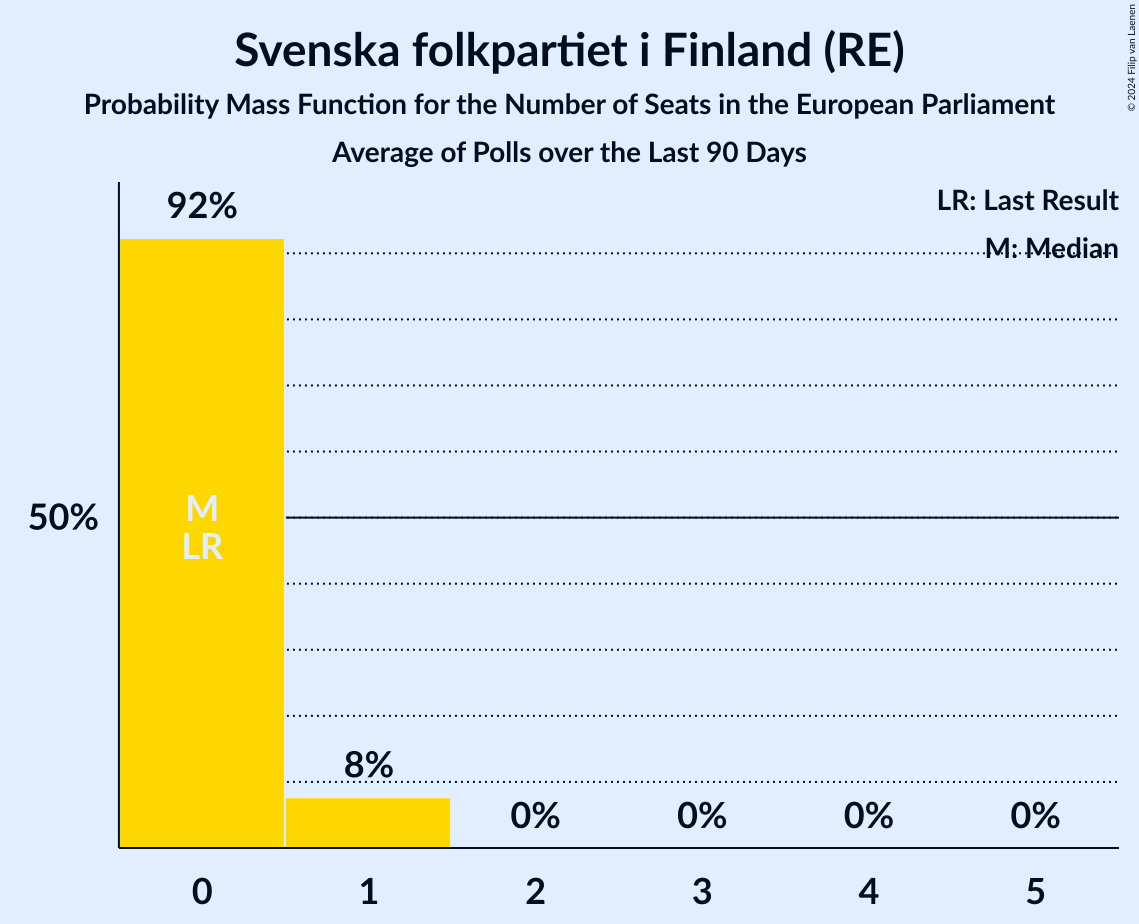 Svenska folkpartiet i Finland (RE)
Probability Mass Function for the Number of Seats in the European Parliament
Average of Polls over the Last 90 Days
© 2024 Filip van Laenen
LR: Last Result
M: Median
92%
M
LR
50%
8%
0%
0%
0%
0%
0
1
2
3
4
5